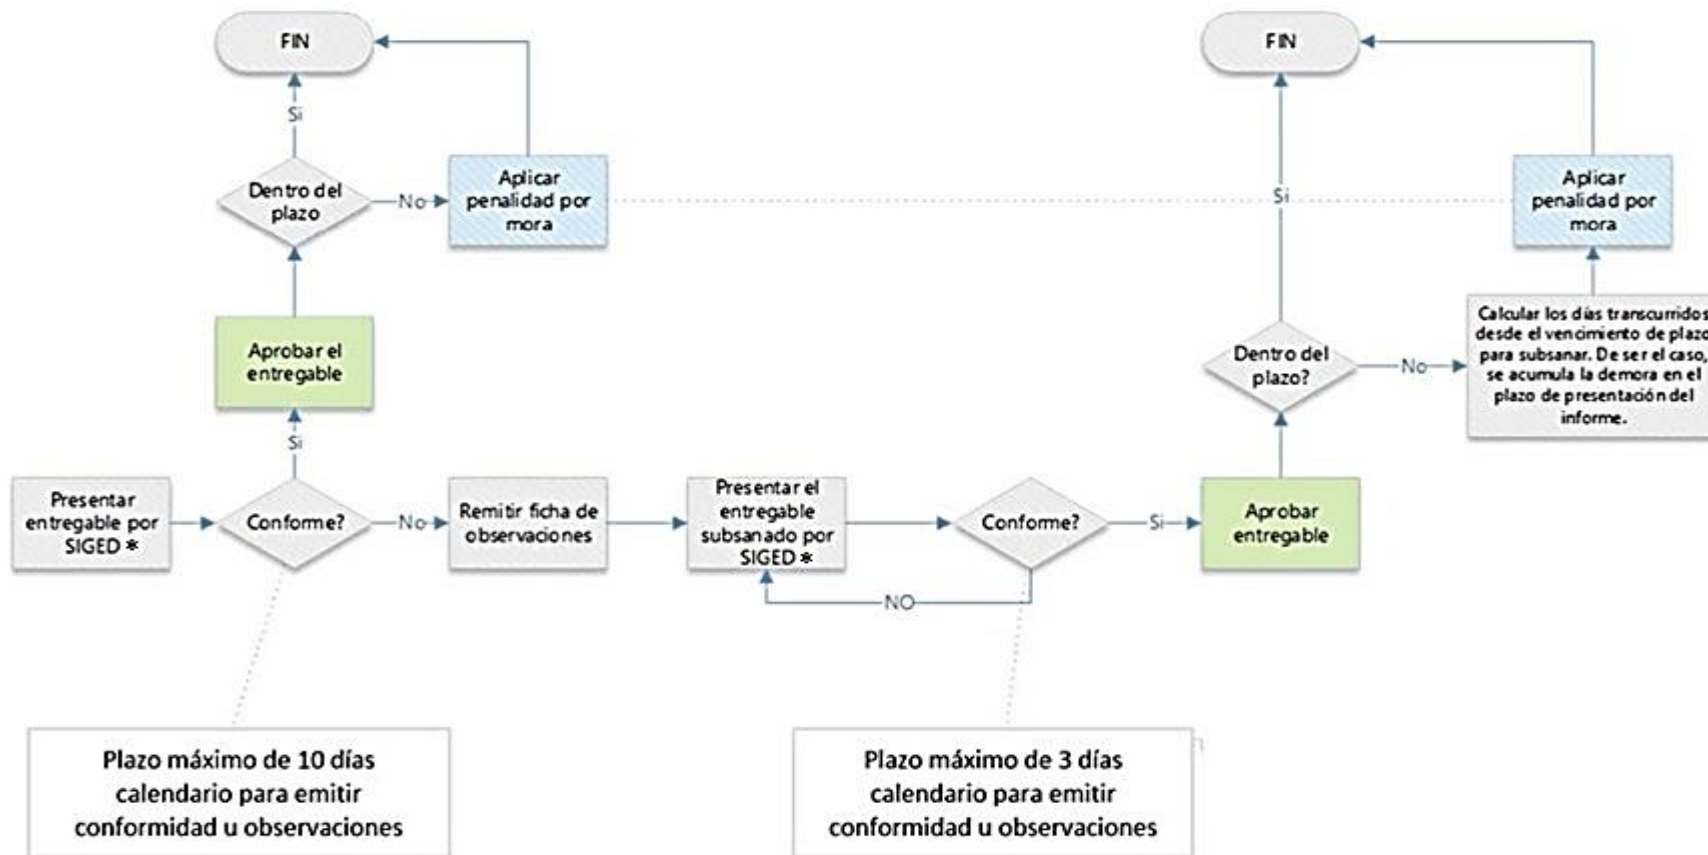 FIN
FIN
Si
Dentro del
plazo
No
Aplicar
penalidad por
mora
Si
Aplicar
penalidad por
mora
Aprobar el
entregable
Dentro del
plazo?
No
Calcular los días transcurridos
desde el vencimiento de plazo
para subsanar. De ser el caso,
se acumula la demora en el
plazo de presentación del
informe.
Si
Presentar
entregable por
SIGED *
Conforme?
No
Remitir ficha de
observaciones
Presentar el
entregable
subsanado por
SIGED *
Conforme?
Si
Aprobar
entregable
NO
Plazo máximo de 10 días
calendario para emitir
conformidad u observaciones
Plazo máximo de 3 días
calendario para emitir
conformidad u observaciones